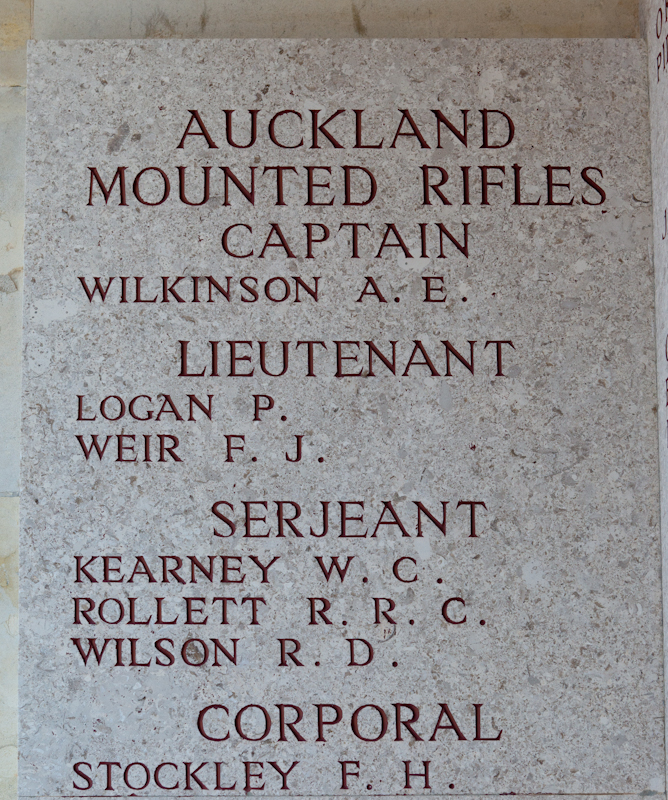 AUCKLAND
MOUNTED RIFLES
CAPTAIN
WILKINSON A. E.
LIEUTENANT
LOGAN P.
WEIR F. J.
SERJEANT
KEARNEY W. C.
ROLLETT R. R. C.
WILSON R. D.
CORPORAL
STOCKLEY F. H.